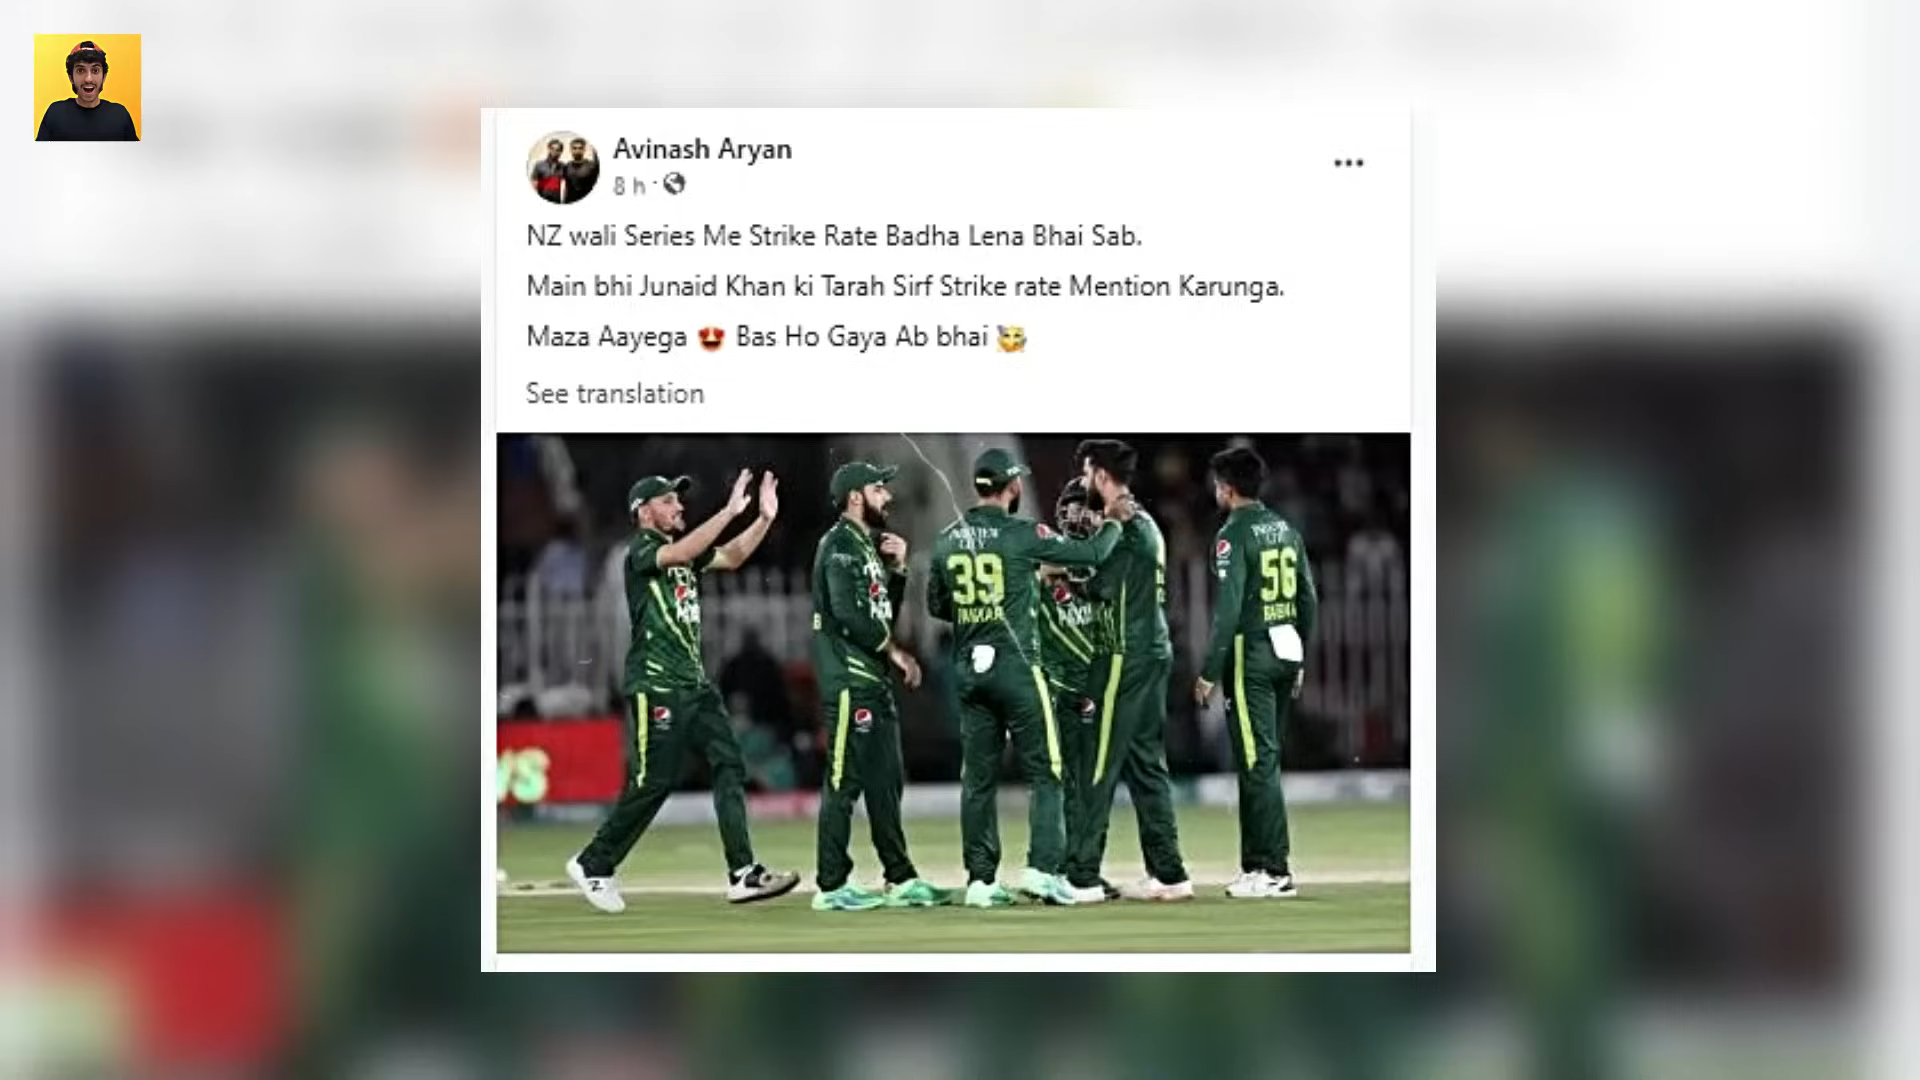 Avinash Aryan
8 h ·
NZ wali Series Me Strike Rate Badha Lena Bhai Sab.
Main bhi Junaid Khan ki Tarah Sirf Strike rate Mention Karunga.
Maza Aayega 😍 Bas Ho Gaya Ab bhai 🥳
See translation
39
56